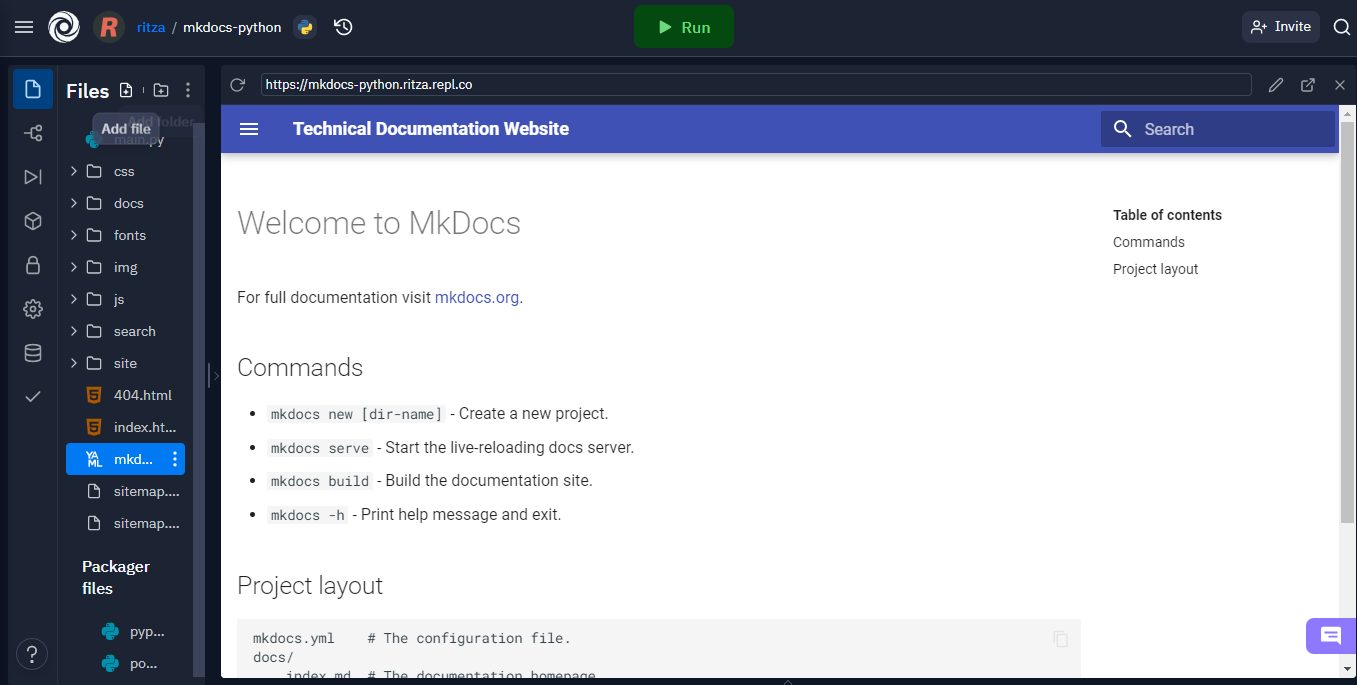 ritza / mkdocs-python
Run
Invite
Files
Add folder
Add file
main.py
css
docs
fonts
img
js
search
site
404.html
index.ht...
mkd...
sitemap....
sitemap....
Packager
files
pyp...
po...
https://mkdocs-python.ritza.repl.co
Technical Documentation Website
Search
Welcome to MkDocs
For full documentation visit mkdocs.org.
Commands
mkdocs new [dir-name] - Create a new project.
mkdocs serve - Start the live-reloading docs server.
mkdocs build - Build the documentation site.
mkdocs -h - Print help message and exit.
Project layout
mkdocs.yml # The configuration file.
docs/
index.md # The documentation homepage
Table of contents
Commands
Project layout